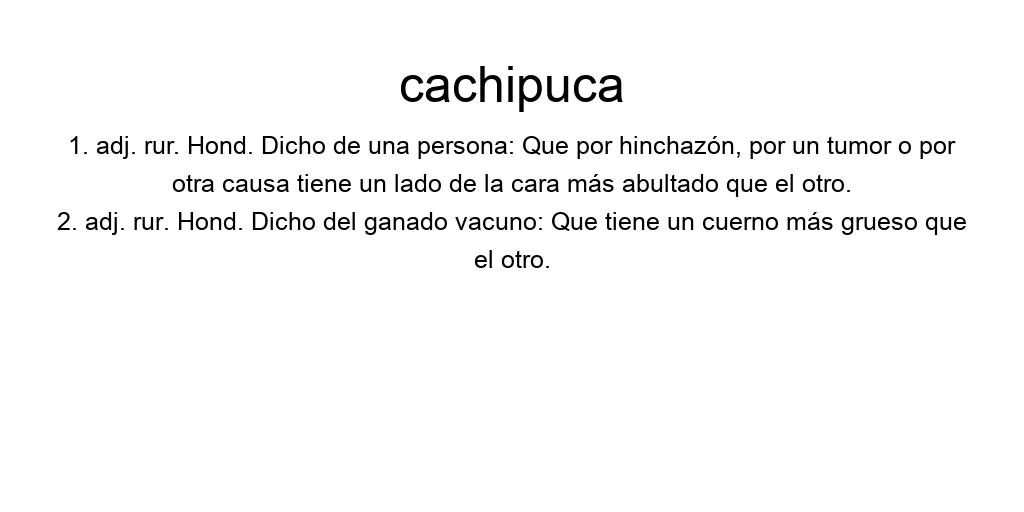 cachipuca
1. adj. rur. Hond. Dicho de una persona: Que por hinchazón, por un tumor o por
otra causa tiene un lado de la cara más abultado que el otro.
2. adj. rur. Hond. Dicho del ganado vacuno: Que tiene un cuerno más grueso que
el otro.